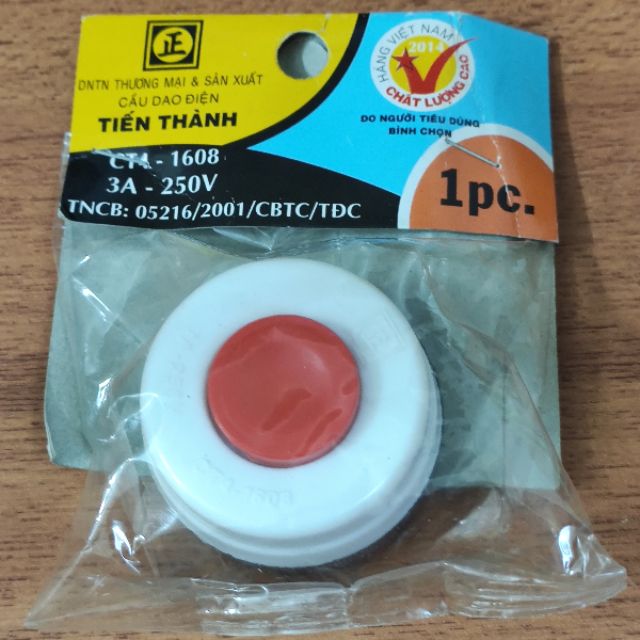 正
DNTN THƯƠNG MẠI & SẢN XUẤT
CẦU DAO ĐIỆN
TIẾN THÀNH
CT4 - 1608
3A - 250V
TNCB: 05216/2001/CBTC/TĐC
HÀNG VIỆT NAM
2014
CHẤT LƯỢNG CAO
DO NGƯỜI TIÊU DÙNG
BÌNH CHỌN
1pc.